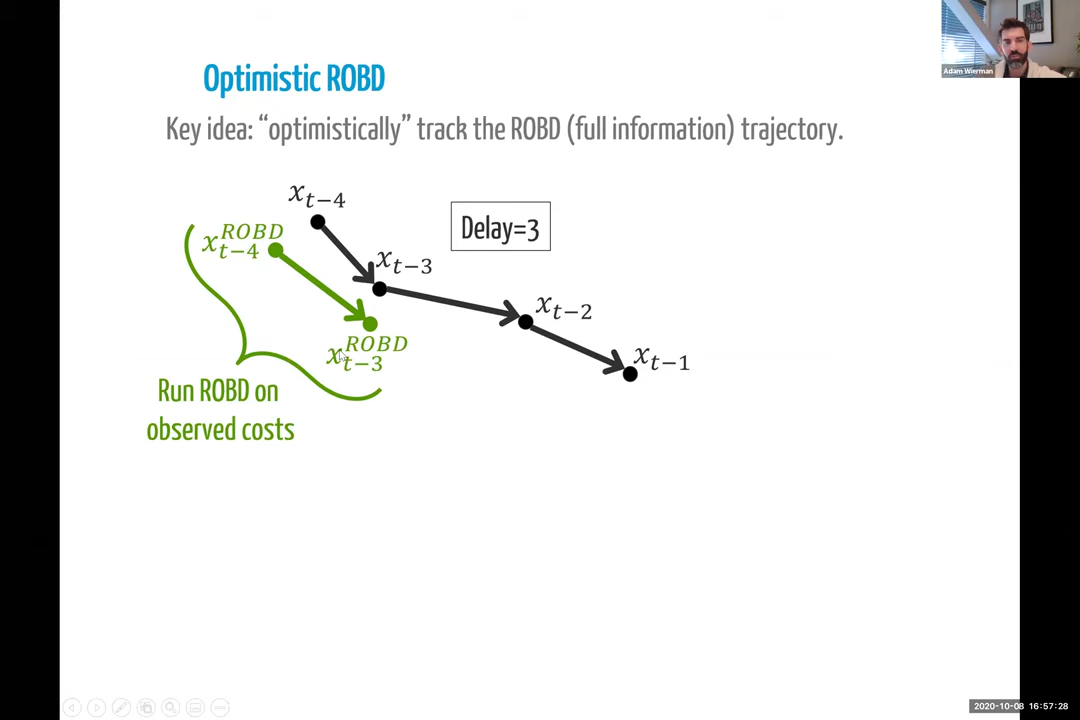 Adam Wierman
Optimistic ROBD
Key idea: “optimistically” track the ROBD (full information) trajectory.
x_{t−4}
Delay=3
x_{t−4}^{ROBD}
x_{t−3}
x_{t−2}
x_{t−3}^{ROBD}
x_{t−1}
Run ROBD on
observed costs
2020-10-08 16:57:28